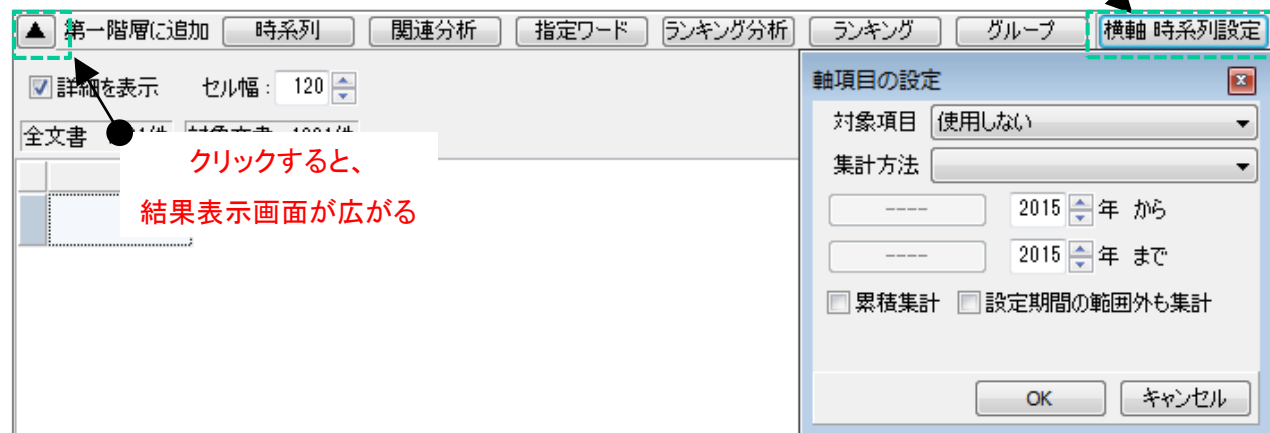 ▲ 第一階層に追加 時系列 関連分析 指定ワード ランキング分析 ランキング グループ 横軸 時系列設定
詳細を表示 セル幅: 120
全文書
クリックすると、
結果表示画面が広がる
軸項目の設定
対象項目 使用しない
集計方法
---- 2015 年 から
---- 2015 年 まで
累積集計 設定期間の範囲外も集計
OK キャンセル